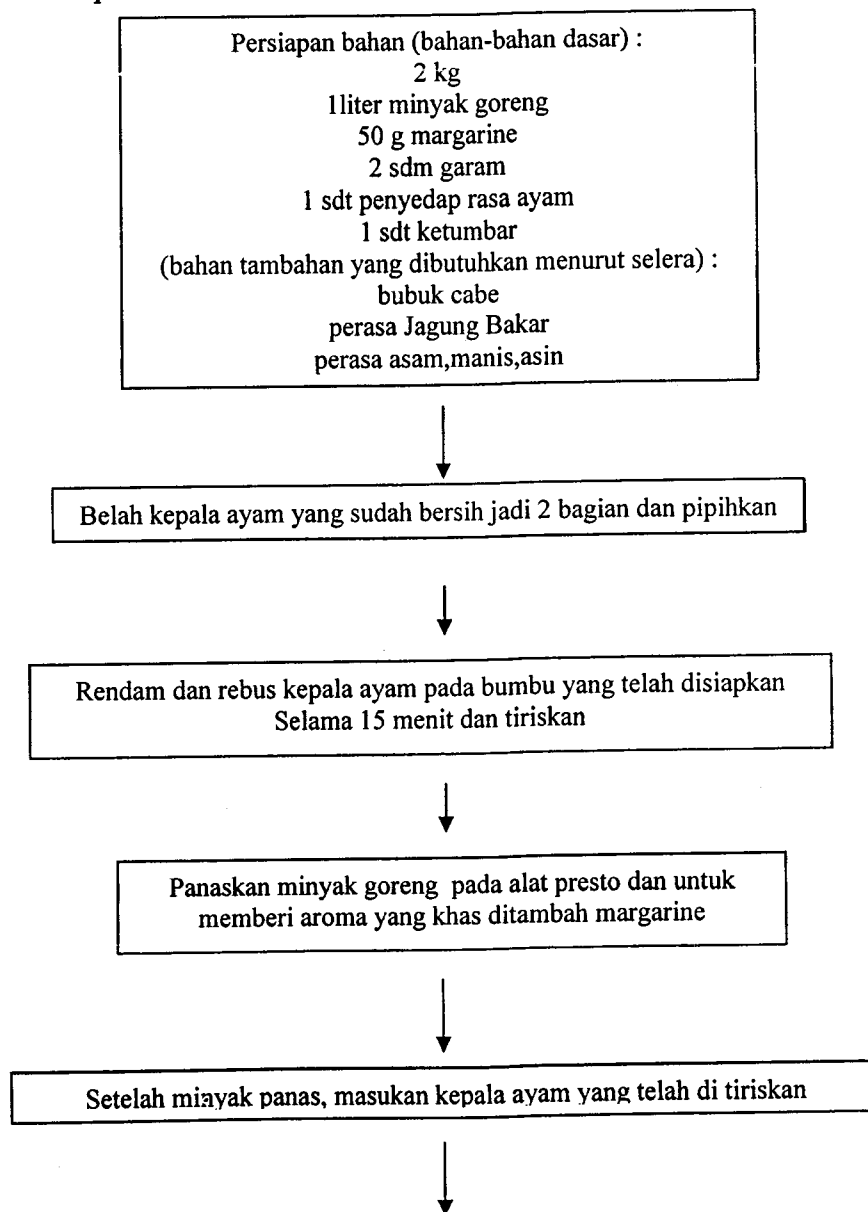 Persiapan bahan (bahan-bahan dasar) :
2 kg
1liter minyak goreng
50 g margarine
2 sdm garam
1 sdt penyedap rasa ayam
1 sdt ketumbar
(bahan tambahan yang dibutuhkan menurut selera) :
bubuk cabe
perasa Jagung Bakar
perasa asam,manis,asin
Belah kepala ayam yang sudah bersih jadi 2 bagian dan pipihkan
Rendam dan rebus kepala ayam pada bumbu yang telah disiapkan
Selama 15 menit dan tiriskan
Panaskan minyak goreng pada alat presto dan untuk
memberi aroma yang khas ditambah margarine
Setelah minyak panas, masukan kepala ayam yang telah di tiriskan